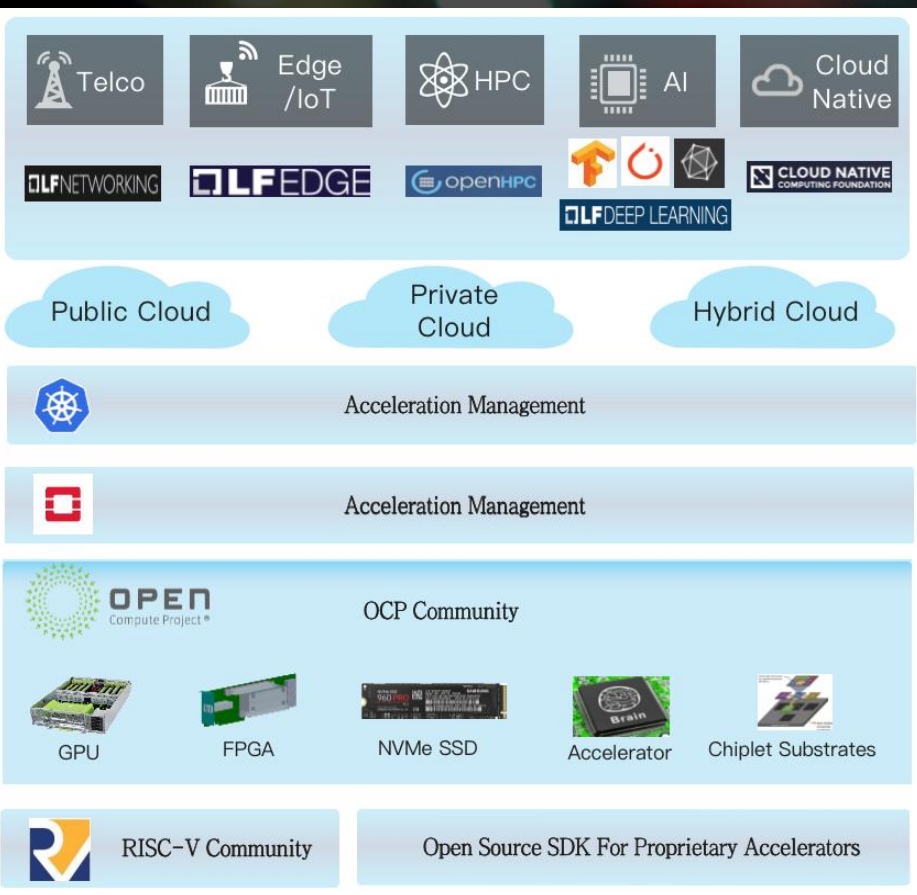 Telco
Edge
/IoT
HPC
AI
Cloud
Native
LFNETWORKING
LFEDGE
openHPC
LFDEEP LEARNING
CLOUD NATIVE
COMPUTING FOUNDATION
Public Cloud
Private
Cloud
Hybrid Cloud
Acceleration Management
Acceleration Management
OPEN
Compute Project ®
OCP Community
960 PRO
Brain
GPU
FPGA
NVMe SSD
Accelerator
Chiplet Substrates
RISC-V Community
Open Source SDK For Proprietary Accelerators